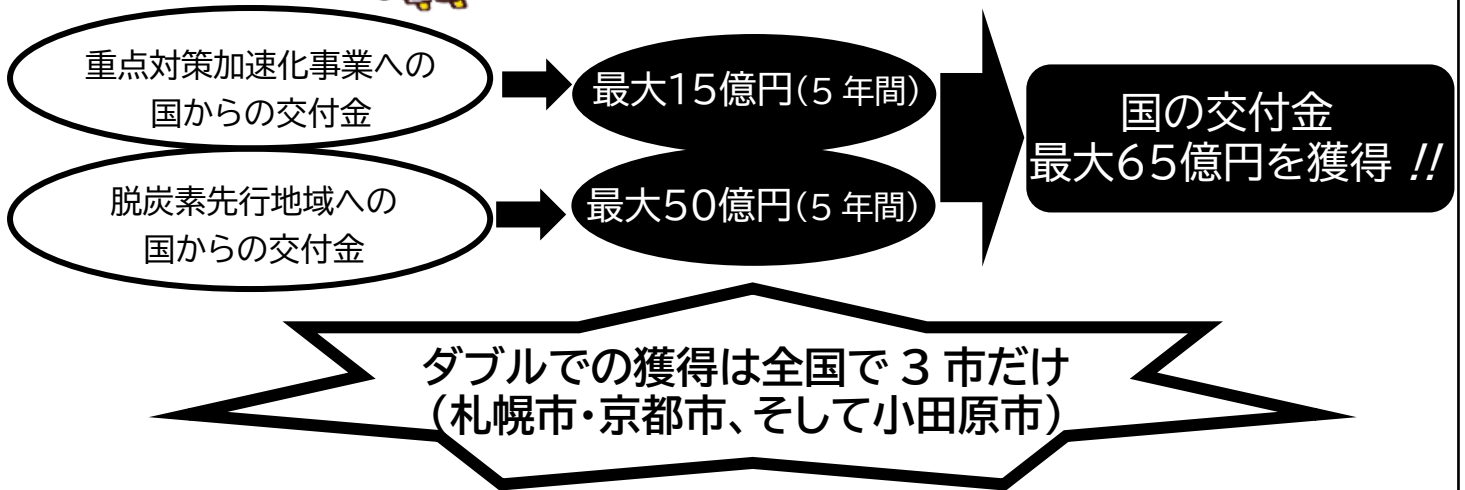 重点対策加速化事業への
国からの交付金
最大15億円(5年間)
脱炭素先行地域への
国からの交付金
最大50億円(5年間)
国の交付金
最大65億円を獲得!!
ダブルでの獲得は全国で3市だけ
(札幌市・京都市、そして小田原市)